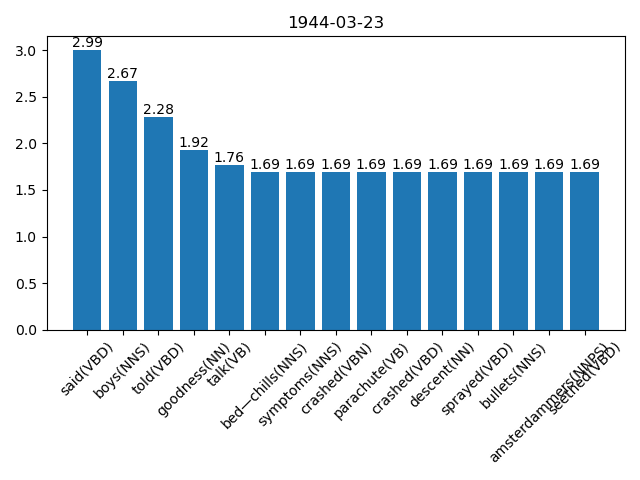 1944-03-23
3.0
2.5
2.0
1.5
1.0
0.5
0.0
2.99
2.67
2.28
1.92
1.76
1.69
1.69
1.69
1.69
1.69
1.69
1.69
1.69
1.69
1.69
said(VBD)
boys(NNS)
told(VBD)
goodness(NN)
talk(VB)
bed—chills(NNS)
symptoms(NNS)
crashed(VBN)
parachute(VB)
crashed(VBD)
descent(NN)
sprayed(VBD)
bullets(NNS)
amsterdammers(NNPS)
seethed(VBD)